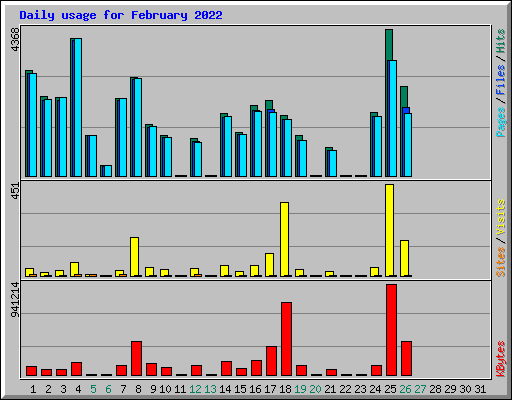 Daily usage for February 2022
4368
Pages / Files / Hits
451
Sites / Visits
941214
KBytes
1 2 3 4 5 6 7 8 9 10 11 12 13 14 15 16 17 18 19 20 21 22 23 24 25 26 27 28 29 30 31